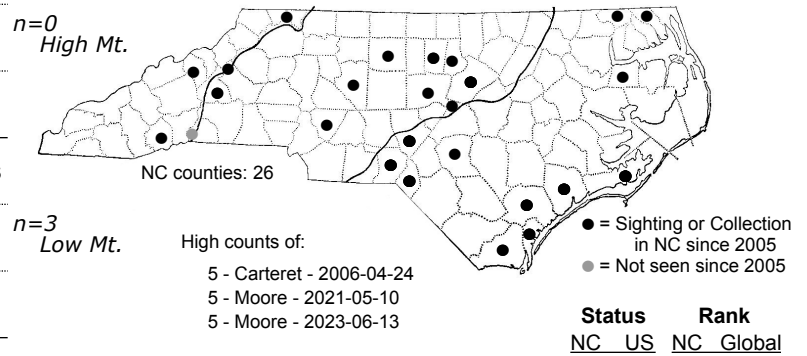 n=0
High Mt.
NC counties: 26
n=3
Low Mt.
High counts of:
5 - Carteret - 2006-04-24
5 - Moore - 2021-05-10
5 - Moore - 2023-06-13
= Sighting or Collection
in NC since 2005
= Not seen since 2005
Status Rank
NC US NC Global